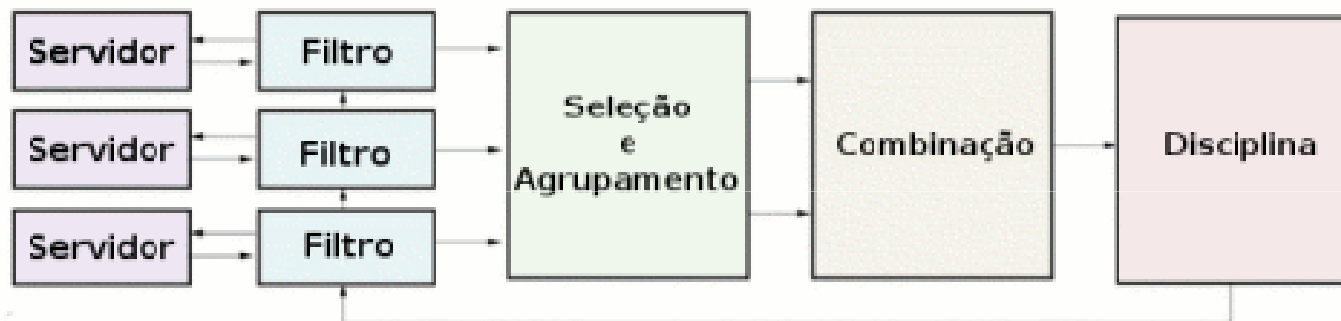 Servidor
Filtro
Servidor
Filtro
Servidor
Filtro
Seleção
e
Agrupamento
Combinação
Disciplina